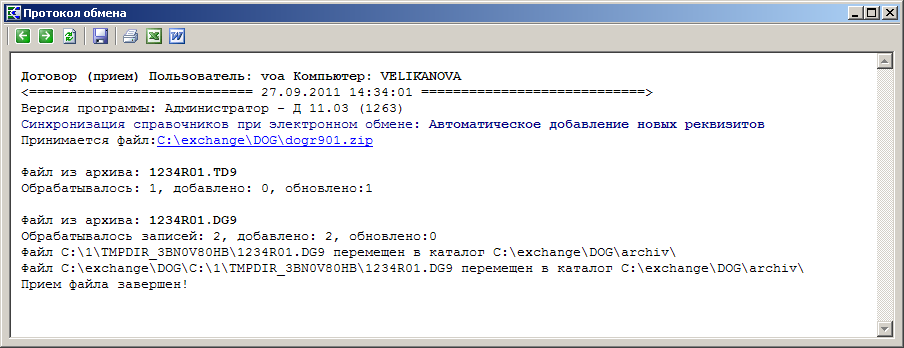 Протокол обмена
Договор (прием) Пользователь: voa Компьютер: VELIKANOVA
<============================ 27.09.2011 14:34:01 ============================>
Версия программы: Администратор - Д 11.03 (1263)
Синхронизация справочников при электронном обмене: Автоматическое добавление новых реквизитов
Принимается файл:C:\exchange\DOG\dogr901.zip
Файл из архива: 1234R01.TD9
Обрабатывалось: 1, добавлено: 0, обновлено:1
Файл из архива: 1234R01.DG9
Обрабатывалось записей: 2, добавлено: 2, обновлено:0
Файл C:\1\TMPDIR_3BN0V80HB\1234R01.DG9 перемещен в каталог C:\exchange\DOG\archiv\
Файл C:\exchange\DOG\C:\1\TMPDIR_3BN0V80HB\1234R01.DG9 перемещен в каталог C:\exchange\DOG\archiv\
Прием файла завершен!